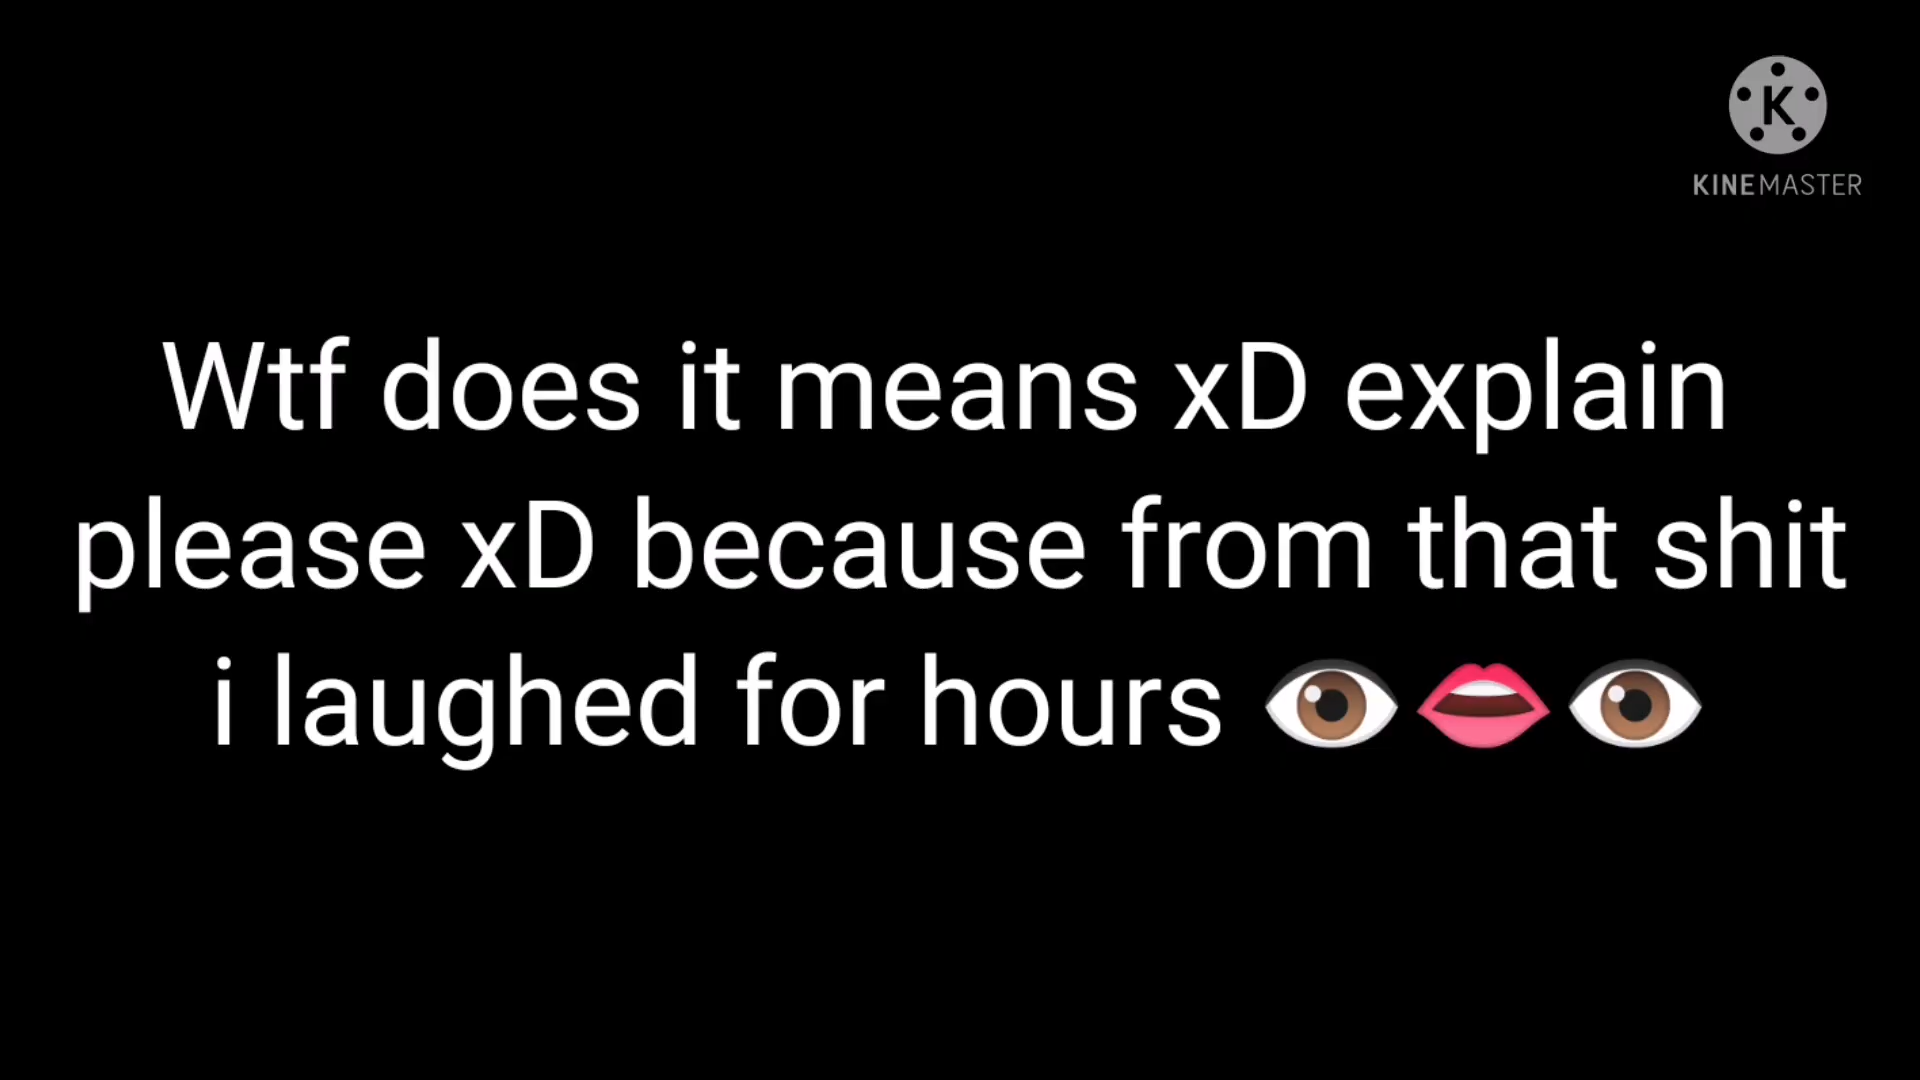 K
KINEMASTER
Wtf does it means xD explain
please xD because from that shit
i laughed for hours 👁👄👁